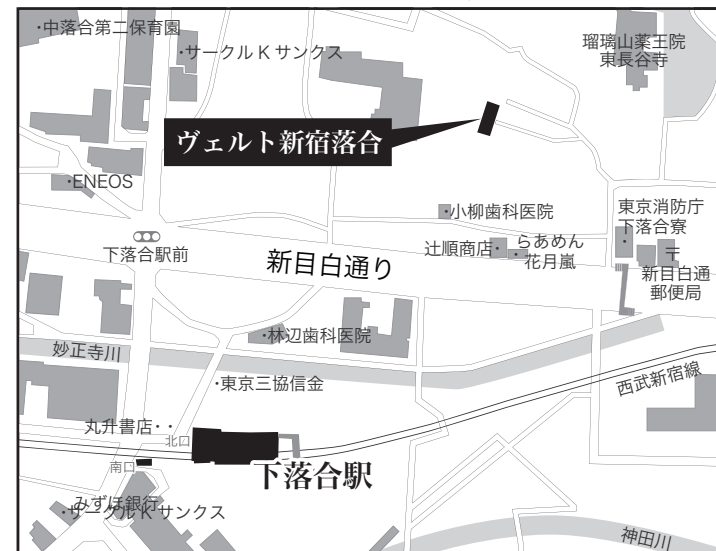 ・中落合第二保育園
・サークルKサンクス
瑠璃山薬王院
東長谷寺
ヴェルト新宿落合
・ENEOS
・小柳歯科医院
東京消防庁
下落合寮
辻順商店・
らあめん
花月嵐
〒
新目白通
郵便局
下落合駅前
新目白通り
・林辺歯科医院
妙正寺川
・東京三協信金
西武新宿線
丸升書店・・
北口
南口
下落合駅
みずほ銀行
・サークルKサンクス
神田川